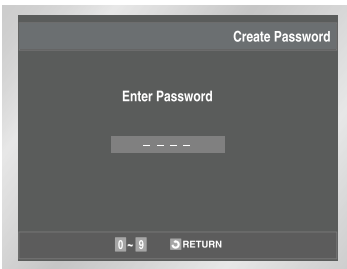 Create Password
Enter Password
– – – –
0 ~ 9 RETURN